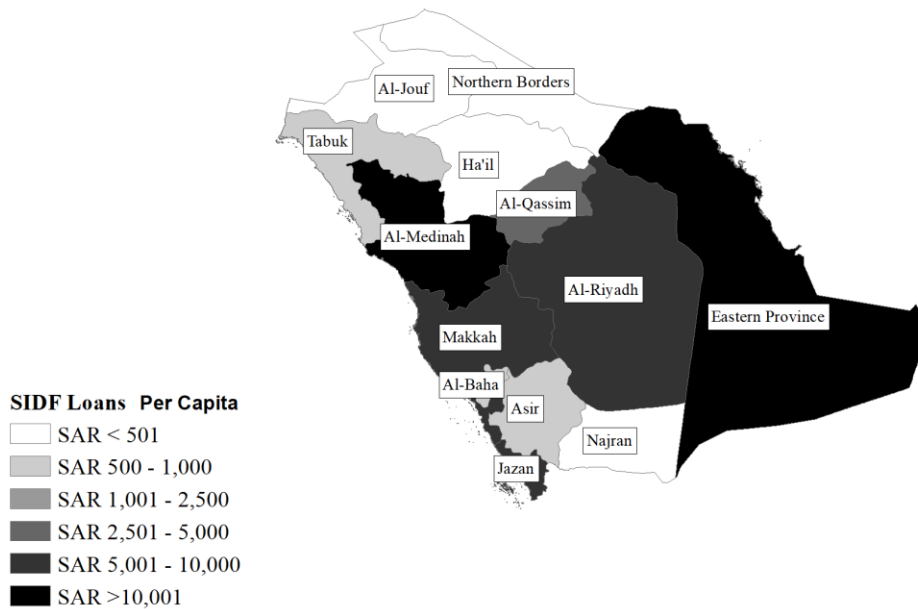 Northern Borders
Al-Jouf
Tabuk
Ha'il
Al-Qassim
Al-Medinah
Al-Riyadh
Eastern Province
Makkah
Al-Baha
Asir
Najran
Jazan
SIDF Loans Per Capita
SAR < 501
SAR 500 - 1,000
SAR 1,001 - 2,500
SAR 2,501 - 5,000
SAR 5,001 - 10,000
SAR >10,001